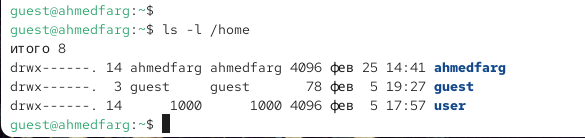 guest@ahmedfarg:~$
guest@ahmedfarg:~$ ls -l /home
итого 8
drwx------. 14 ahmedfarg ahmedfarg 4096 фев 25 14:41 ahmedfarg
drwx------.  3 guest     guest       78 фев  5 19:27 guest
drwx------. 14      1000      1000 4096 фев  5 17:57 user
guest@ahmedfarg:~$